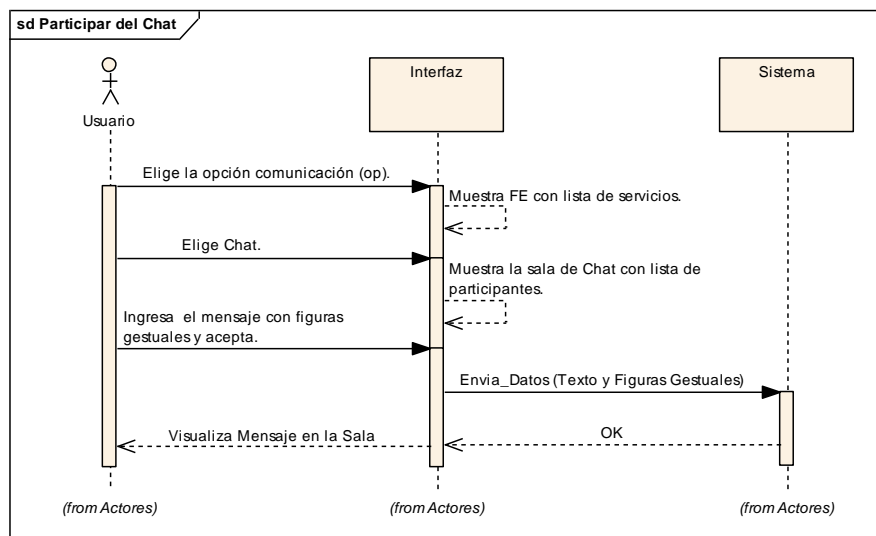 sd Participar del Chat
Usuario
Interfaz
Sistema
Elige la opción comunicación (op).
Muestra FE con lista de servicios.
Elige Chat.
Muestra la sala de Chat con lista de
participantes.
Ingresa el mensaje con figuras
gestuales y acepta.
Envia_Datos (Texto y Figuras Gestuales)
OK
Visualiza Mensaje en la Sala
(from Actores)
(from Actores)
(from Actores)